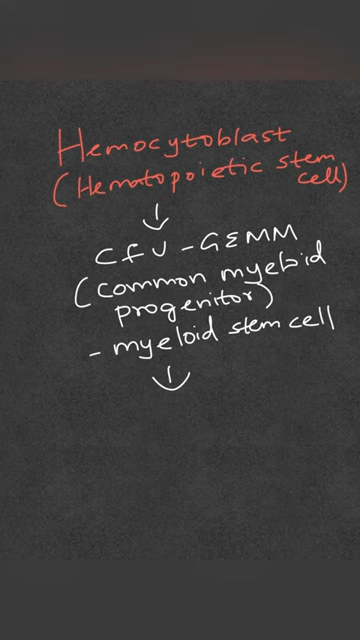 Hemocytoblast
(Hematopoietic stem
cell)
CFU - GEMM
(common myeloid
progenitor)
- myeloid stem cell